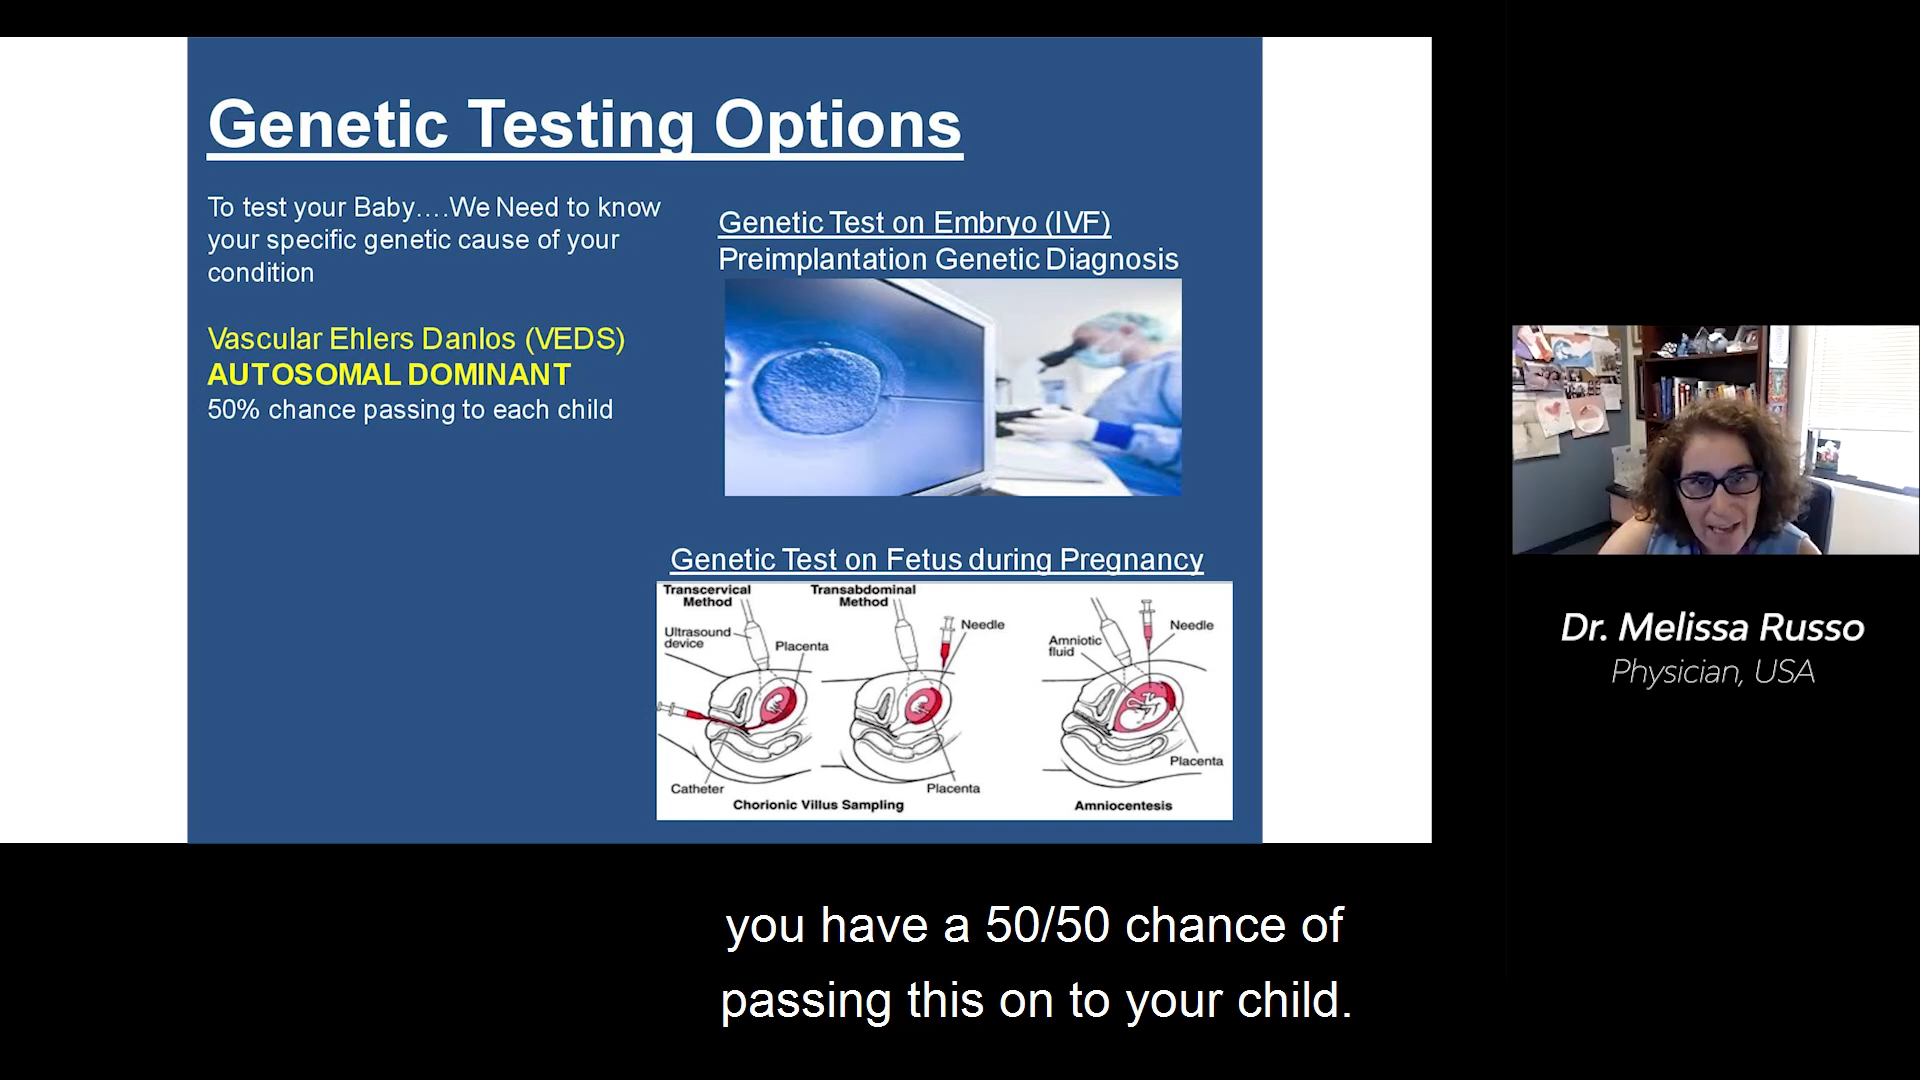 Genetic Testing Options
To test your Baby....We Need to know
your specific genetic cause of your
condition
Vascular Ehlers Danlos (VEDS)
AUTOSOMAL DOMINANT
50% chance passing to each child
Genetic Test on Embryo (IVF)
Preimplantation Genetic Diagnosis
Genetic Test on Fetus during Pregnancy
Transcervical
Method
Ultrasound
device
Placenta
Catheter
Transabdominal
Method
Needle
Placenta
Chorionic Villus Sampling
Amniotic
fluid
Needle
Placenta
Amniocentesis
Dr. Melissa Russo
Physician, USA
you have a 50/50 chance of
passing this on to your child.